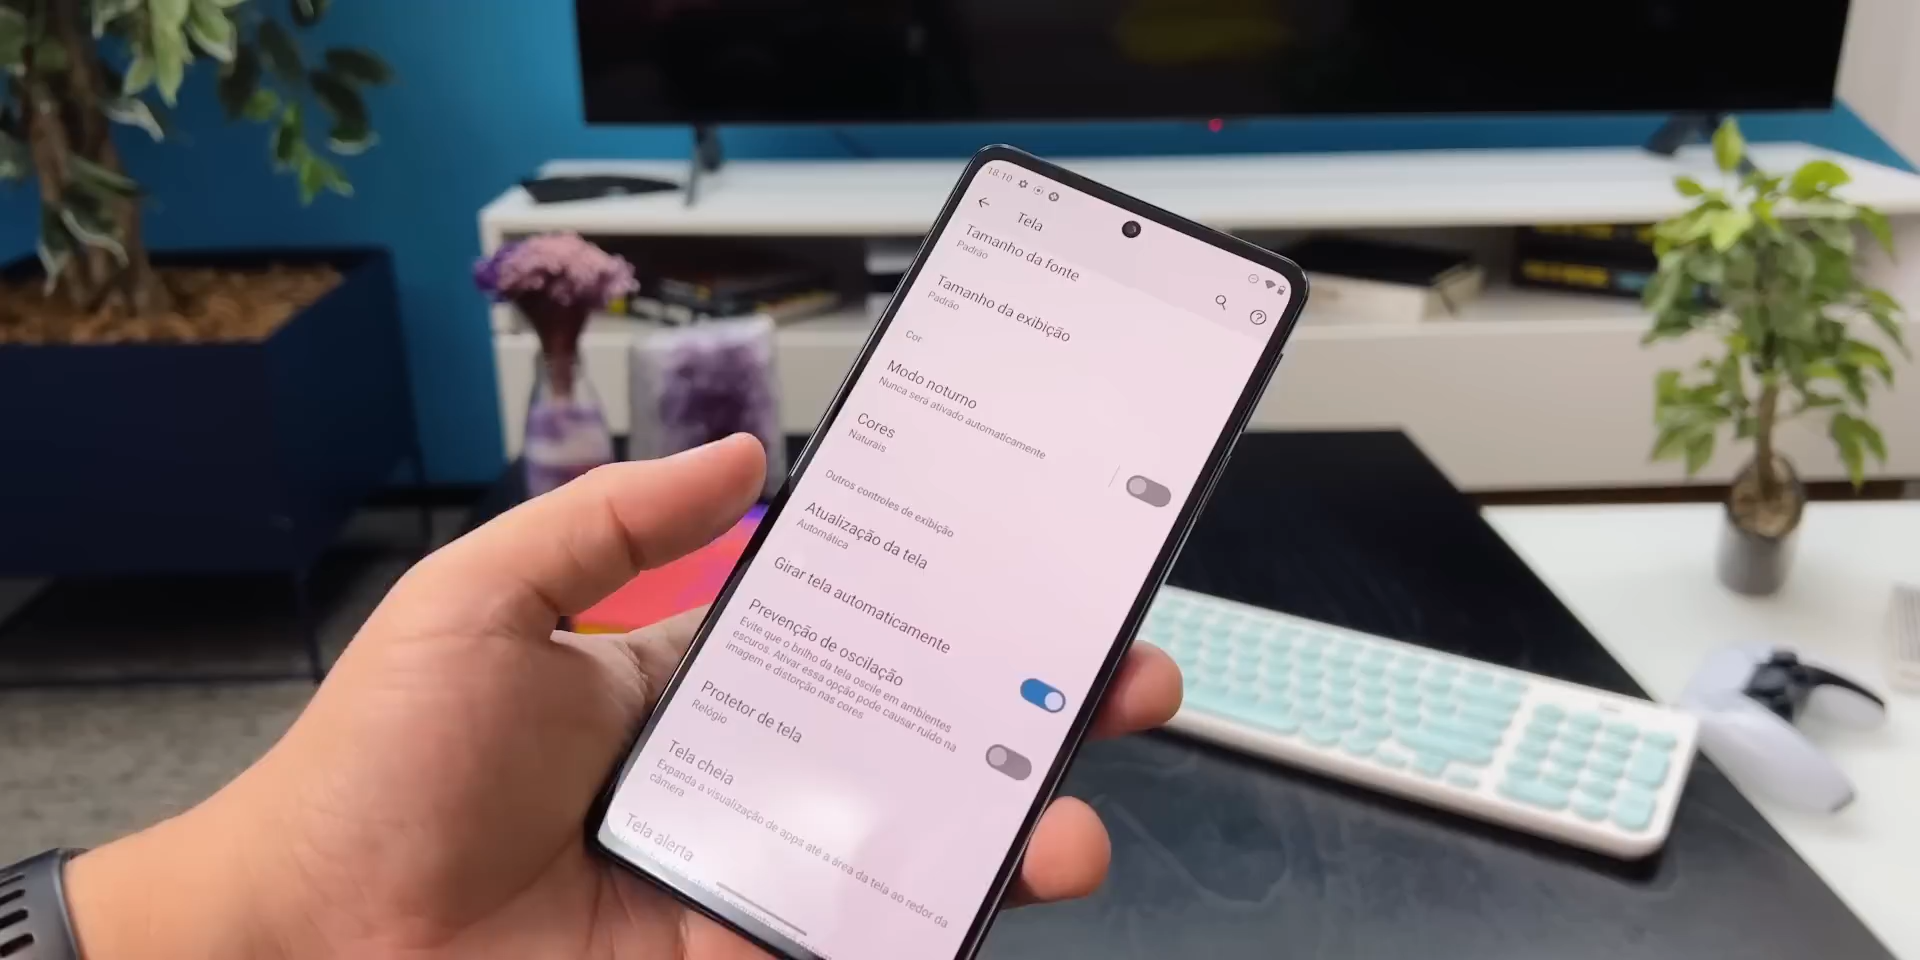 18:10
Tela
Tamanho da fonte
Padrão
Tamanho da exibição
Padrão
Cor
Modo noturno
Nunca será ativado automaticamente
Cores
Naturais
Outros controles de exibição
Atualização da tela
Automática
Girar tela automaticamente
Prevenção de oscilação
Evite que o brilho da tela oscile em ambientes
escuros. Ativar essa opção pode causar ruído na
imagem e distorção nas cores
Protetor de tela
Relógio
Tela cheia
Expanda a visualização de apps até a área da tela ao redor da
câmera
Tela alerta